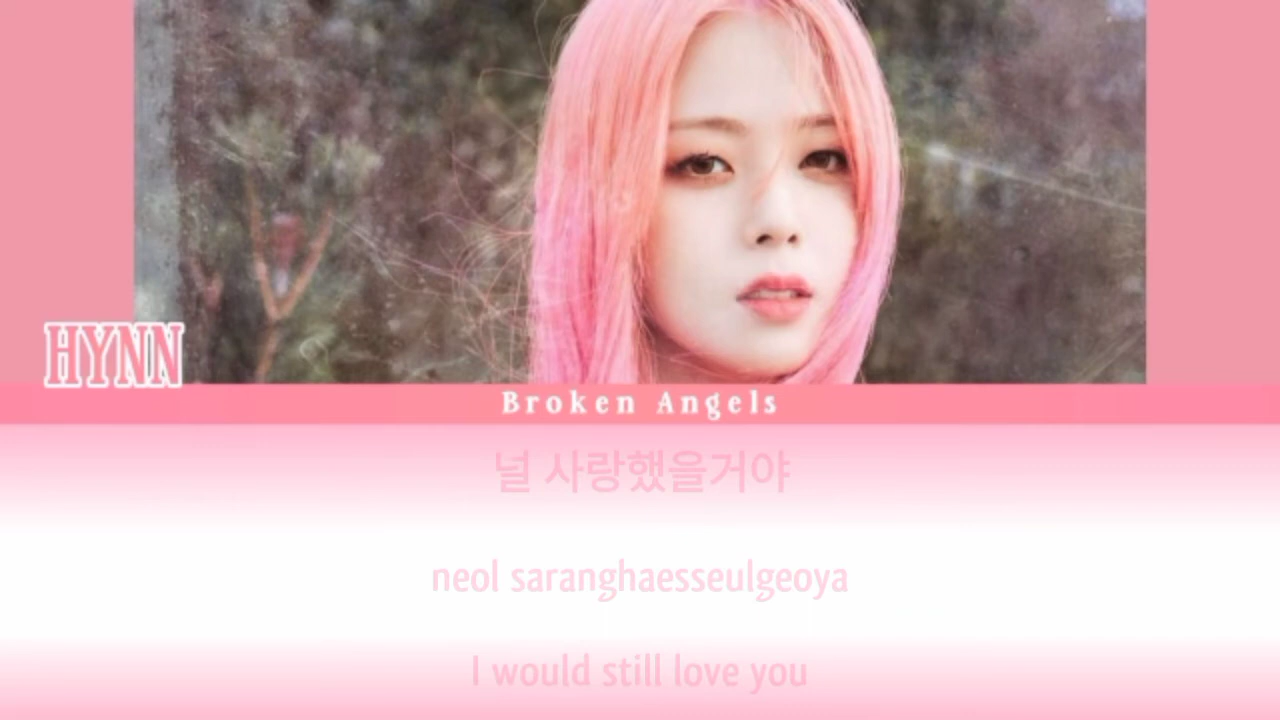 HYNN
Broken Angels
널 사랑했을거야
neol saranghaesseulgeoya
I would still love you